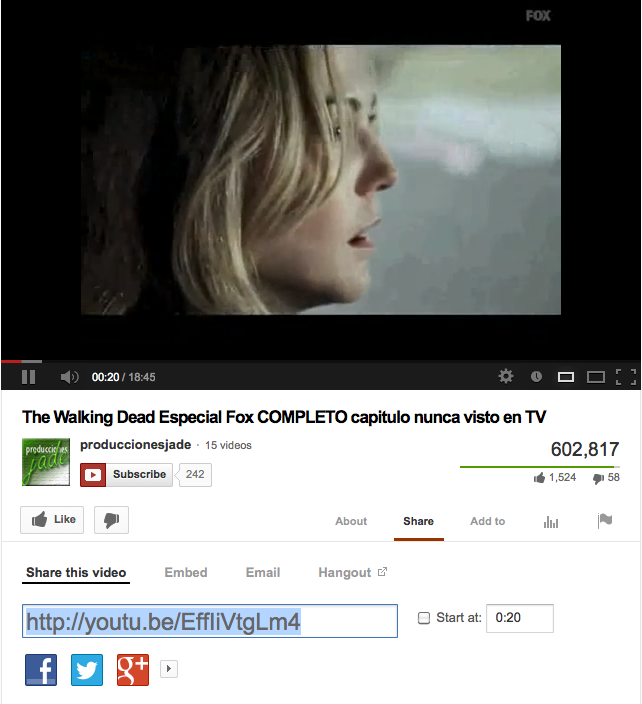 FOX
00:20 / 18:45
The Walking Dead Especial Fox COMPLETO capitulo nunca visto en TV
produccionesjade · 15 videos
producciones
jade
Subscribe 242
602,817
1,524 58
Like
About Share Add to
Share this video Embed Email Hangout
http://youtu.be/EffIiVtgLm4
Start at: 0:20
f g+